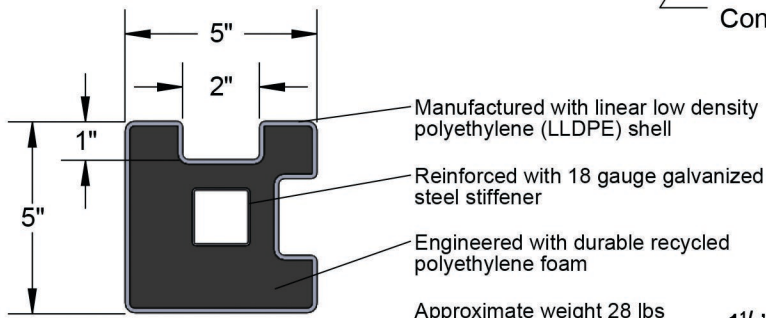 Con
5"
2"
1"
5"
Manufactured with linear low density
polyethylene (LLDPE) shell
Reinforced with 18 gauge galvanized
steel stiffener
Engineered with durable recycled
polyethylene foam
Approximate weight 28 lbs